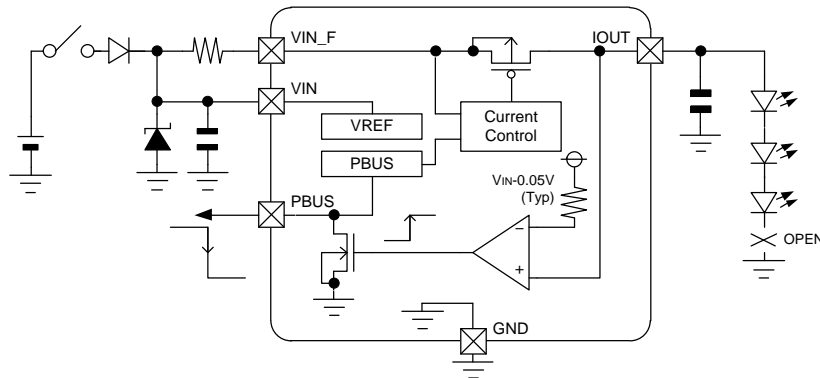 VIN_F
IOUT
VIN
VREF
Current
Control
PBUS
VIN-0.05V
(Typ)
PBUS
−
+
OPEN
GND